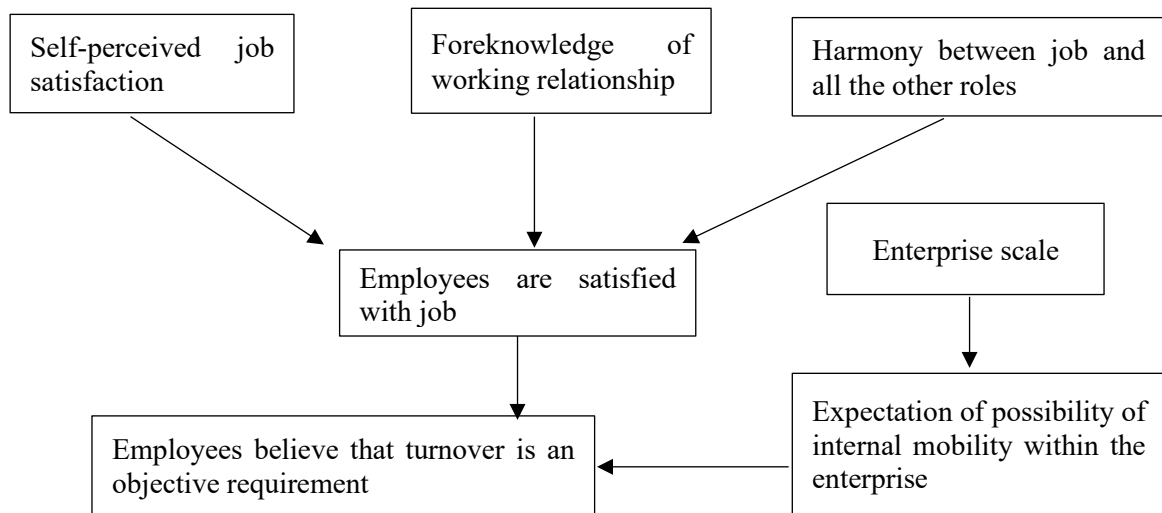 Self-perceived job
satisfaction
Foreknowledge of
working relationship
Harmony between job and
all the other roles
Employees are satisfied
with job
Enterprise scale
Employees believe that turnover is an
objective requirement
Expectation of possibility of
internal mobility within the
enterprise